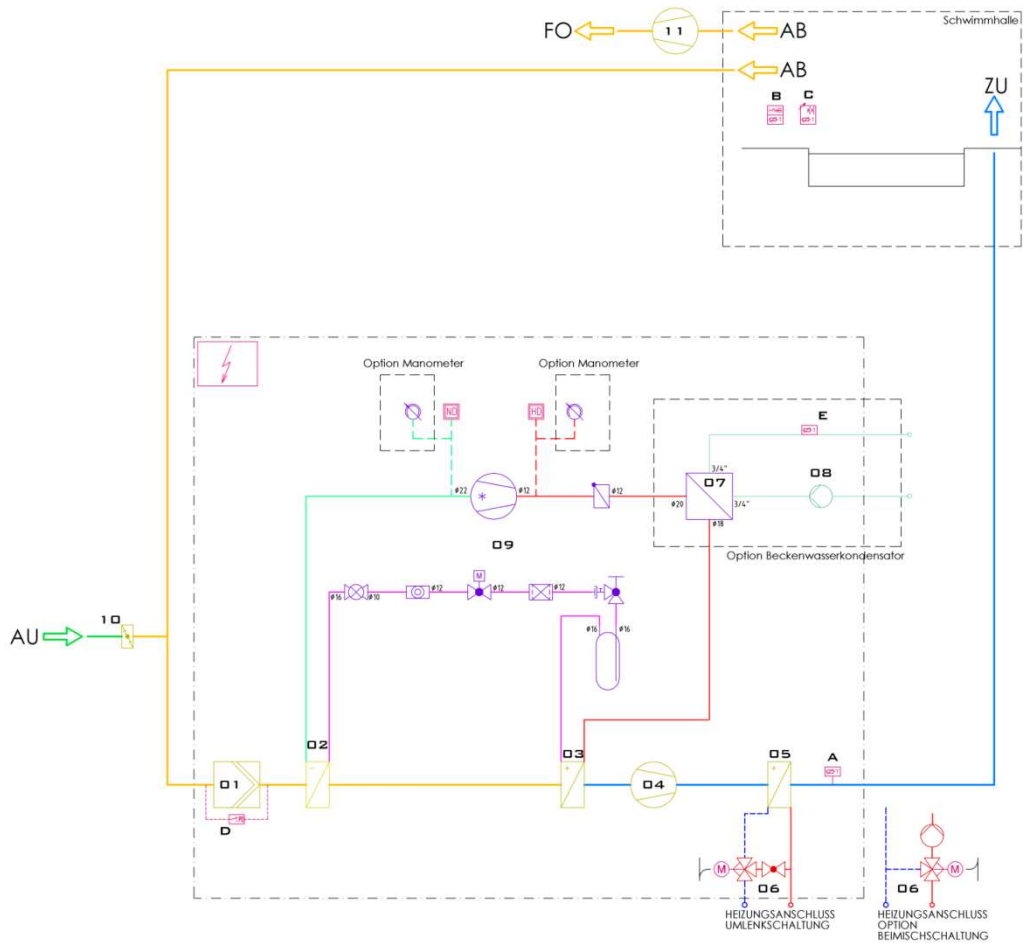 Schwimmhalle
FO
11
AB
AB
B
C
ZU
Option Manometer
Option Manometer
ND
HD
E
3/4"
07
08
ø22
ø12
ø12
ø20
3/4"
ø18
09
Option Beckenwasserkondensator
M
ø16
ø10
ø12
ø12
ø12
10
AU
ø16
ø16
02
03
05
A
01
-
+
04
+
D
M
06
M
06
HEIZUNGSANSCHLUSS
UMLENKSCHALTUNG
HEIZUNGSANSCHLUSS
OPTION
BEIMISCHSCHALTUNG